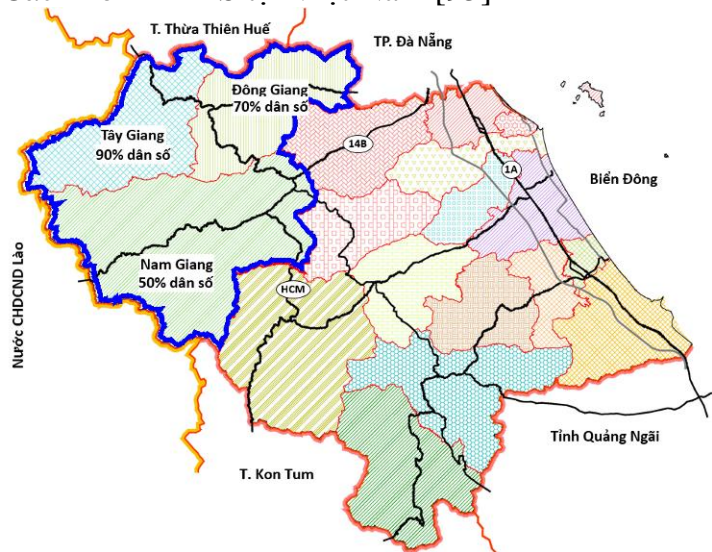 T. Thừa Thiên Huế
TP. Đà Nẵng
Đông Giang
70% dân số
Tây Giang
90% dân số
14B
1A
Biển Đông
Nam Giang
50% dân số
HCM
Nước CHDCND Lào
Tỉnh Quảng Ngãi
T. Kon Tum